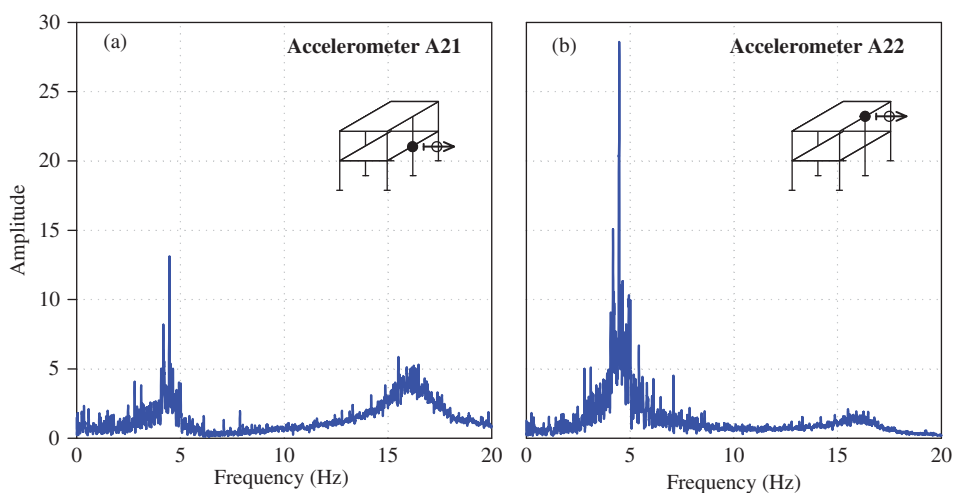 (a)
Accelerometer A21
30
25
20
15
10
5
0
Amplitude
0 5 10 15 20
Frequency (Hz)
(b)
Accelerometer A22
0 5 10 15 20
Frequency (Hz)